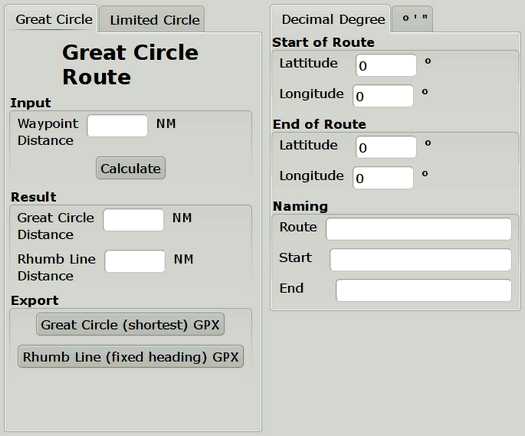 Great Circle
Limited Circle
Great Circle
Route
Input
Waypoint
Distance
NM
Calculate
Result
Great Circle
Distance
NM
Rhumb Line
Distance
NM
Export
Great Circle (shortest) GPX
Rhumb Line (fixed heading) GPX
Decimal Degree
º ' "
Start of Route
Lattitude 0 º
Longitude 0 º
End of Route
Lattitude 0 º
Longitude 0 º
Naming
Route
Start
End